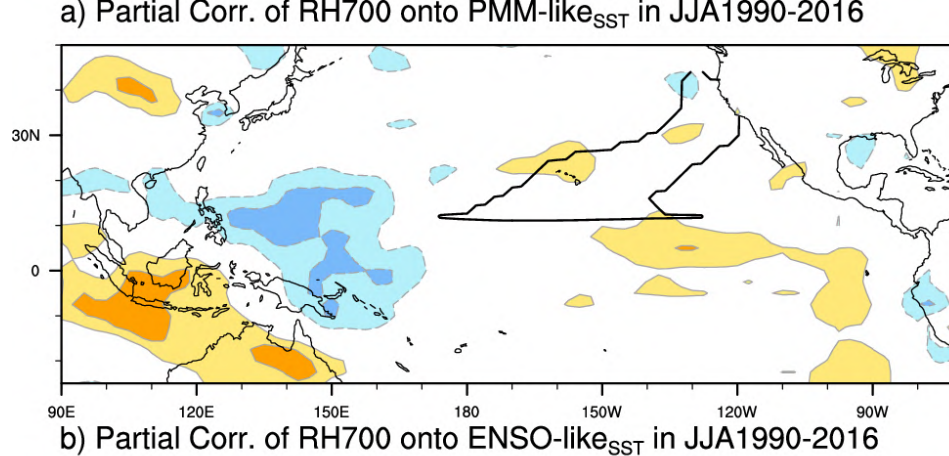 a) Partial Corr. of RH700 onto PMM-likeSST in JJA1990-2016
30N
0
90E 120E 150E 180 150W 120W 90W
b) Partial Corr. of RH700 onto ENSO-likeSST in JJA1990-2016